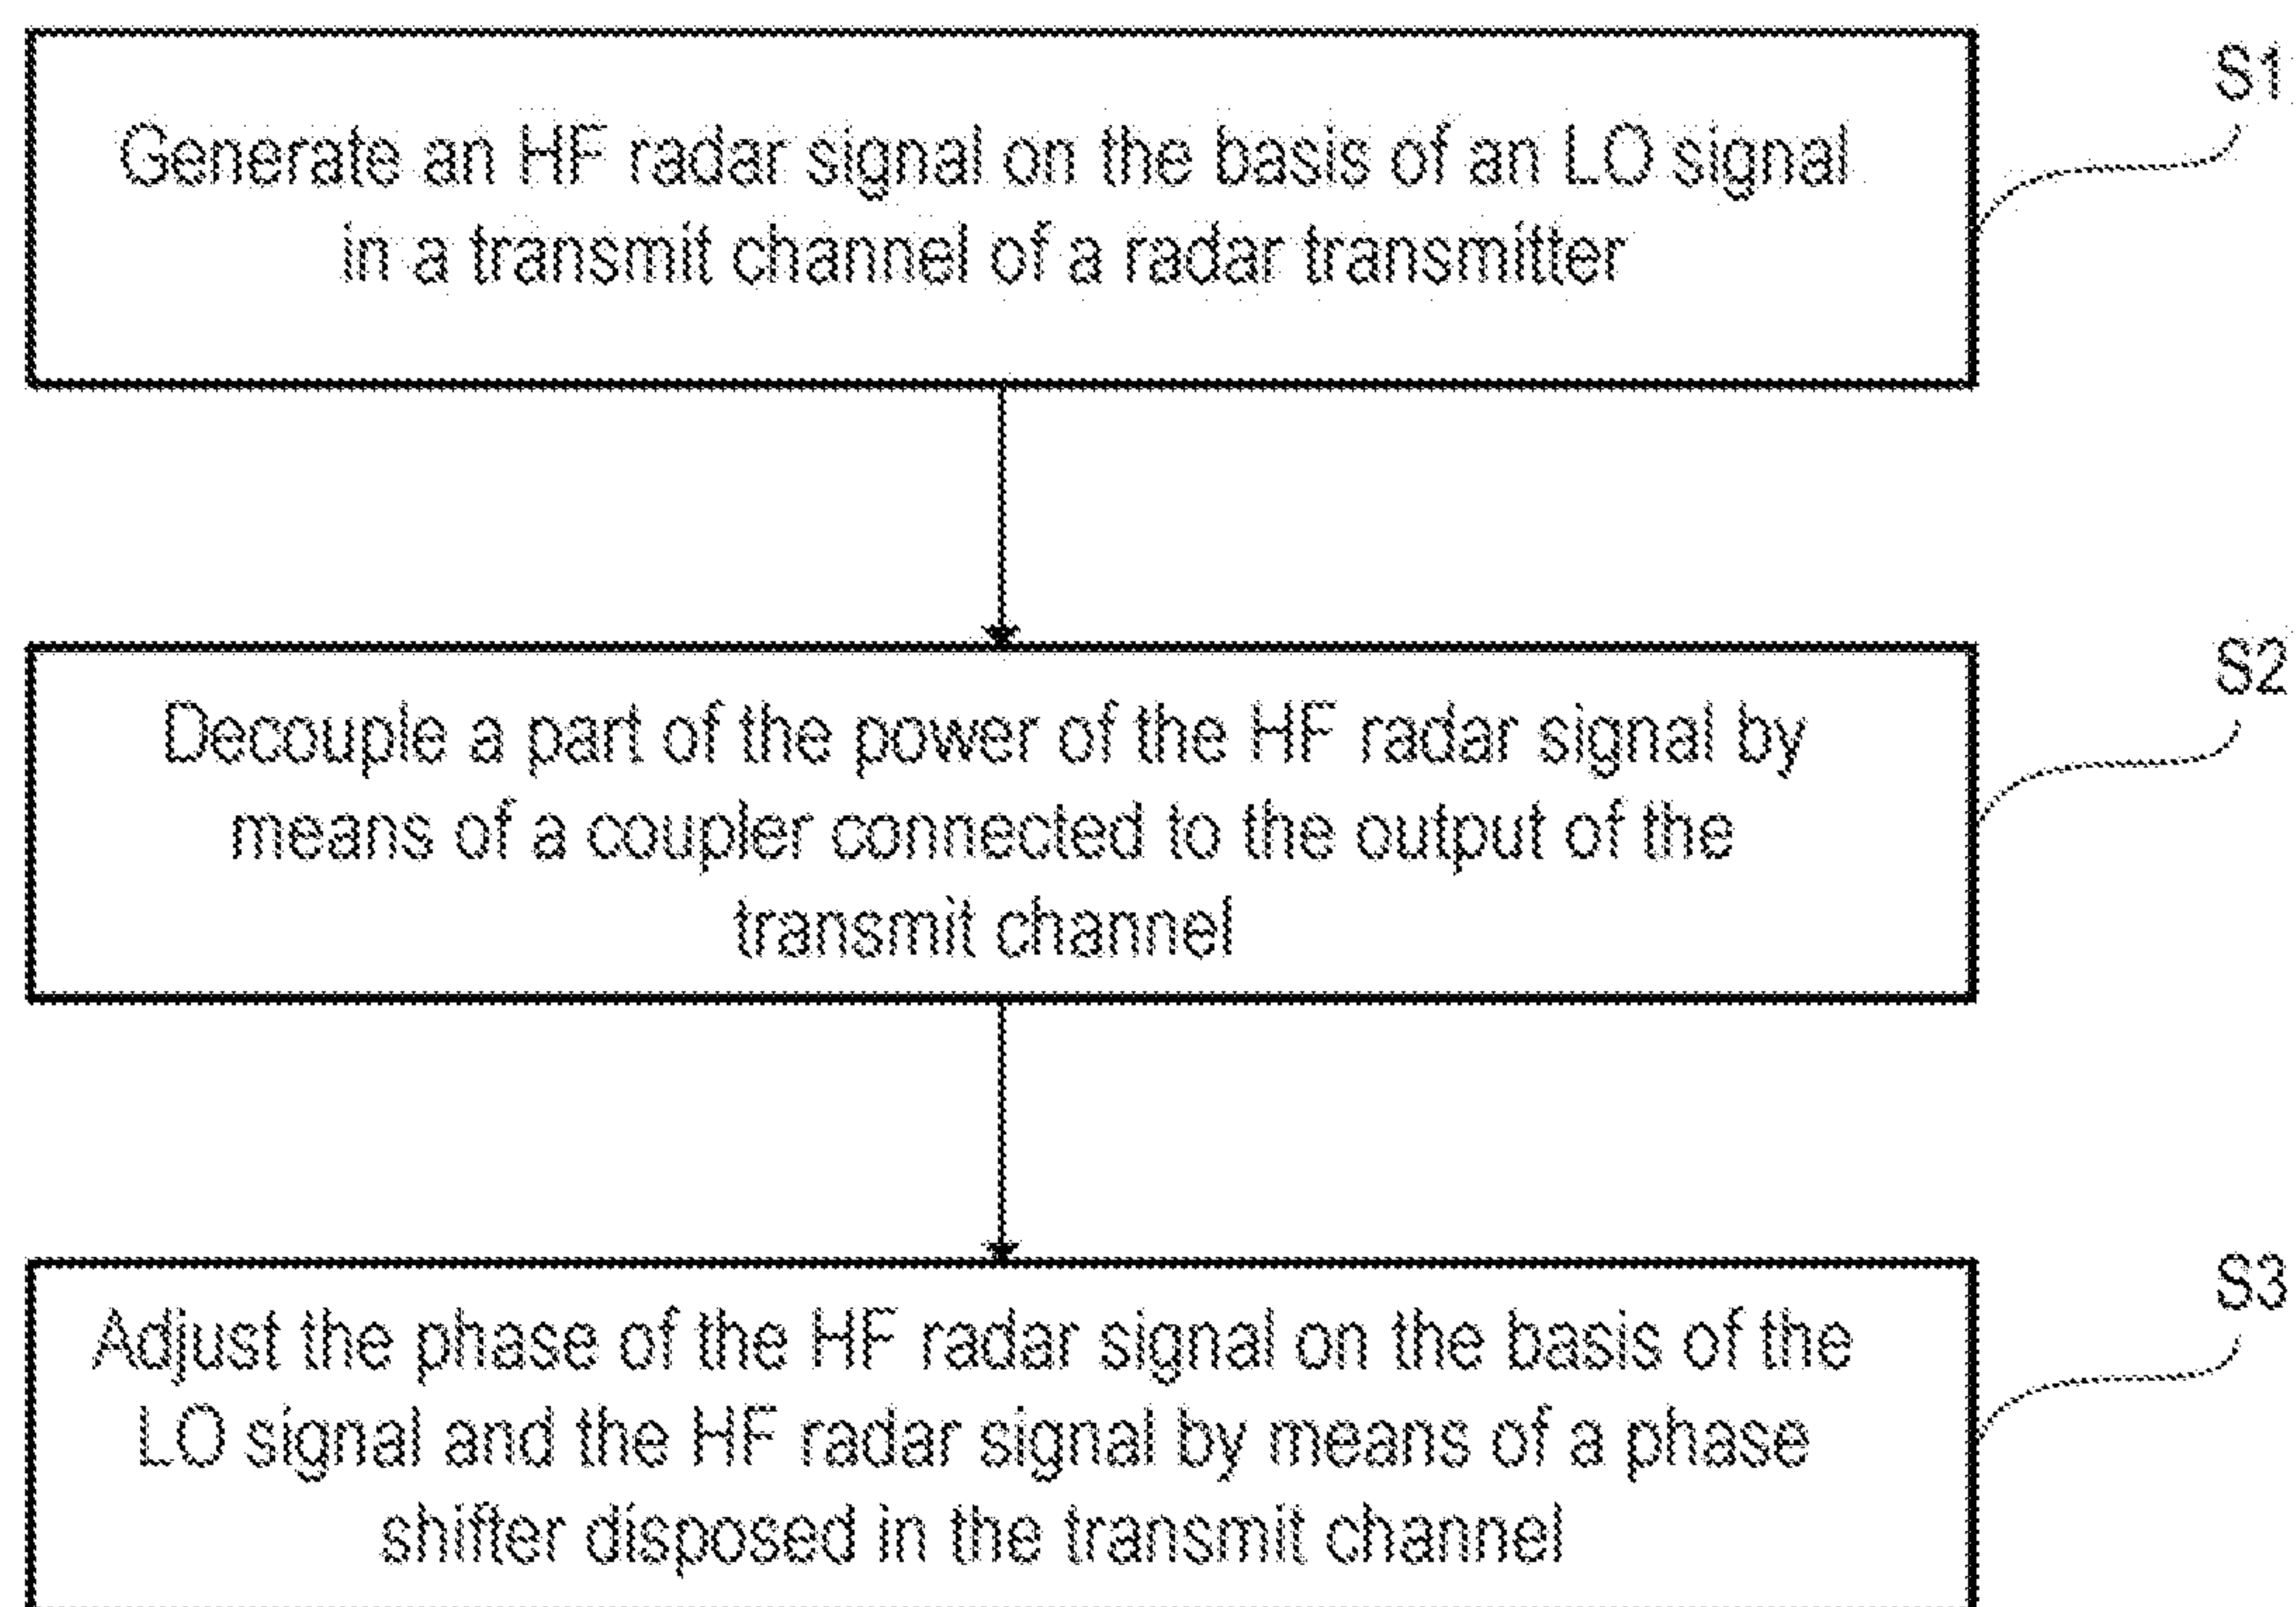 Generate an HF radar signal on the basis of an LO signal
in a transmit channel of a radar transmitter
S1
Decouple a part of the power of the HF radar signal by
means of a coupler connected to the output of the
transmit channel
S2
Adjust the phase of the HF radar signal on the basis of the
LO signal and the HF radar signal by means of a phase
shifter disposed in the transmit channel
S3